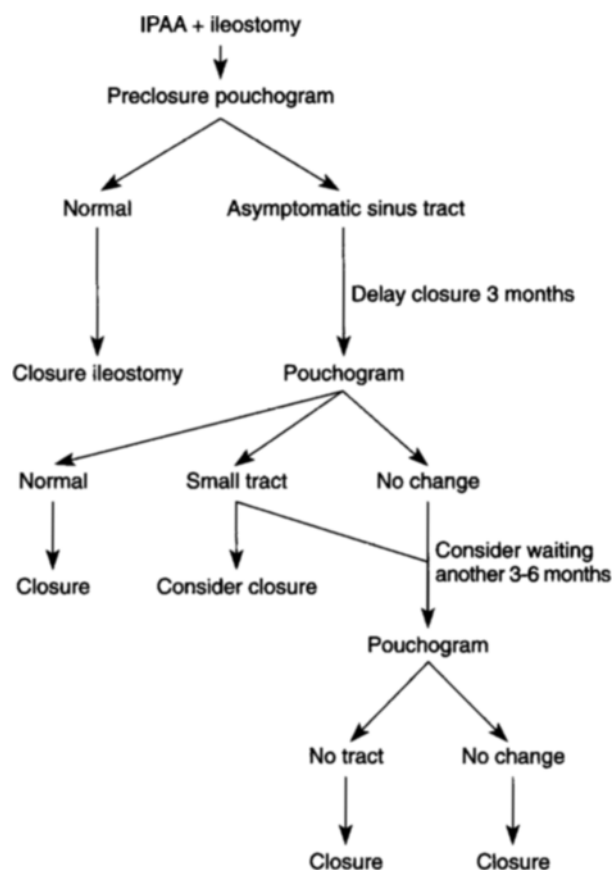 IPAA + ileostomy
Preclosure pouchogram
Normal
Asymptomatic sinus tract
Delay closure 3 months
Closure ileostomy
Pouchogram
Normal
Small tract
No change
Consider waiting
another 3-6 months
Closure
Consider closure
Pouchogram
No tract
No change
Closure
Closure